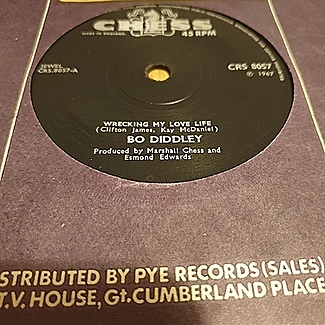 CHESS
MADE IN ENGLAND
45 RPM
JEWEL
CRS.8057-A
CRS 8057
℗ 1967
WRECKING MY LOVE LIFE
(Clifton James, Kay McDaniel)
BO DIDDLEY
Produced by Marshall Chess and
Esmond Edwards
STRIBUTED BY PYE RECORDS (SALES)
T.V. HOUSE, Gt. CUMBERLAND PLACE